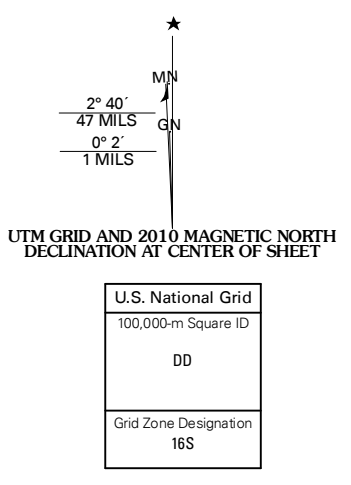 MN
2° 40´
47 MILS
GN
0° 2´
1 MILS
UTM GRID AND 2010 MAGNETIC NORTH
DECLINATION AT CENTER OF SHEET
U.S. National Grid
100,000-m Square ID
DD
Grid Zone Designation
16S